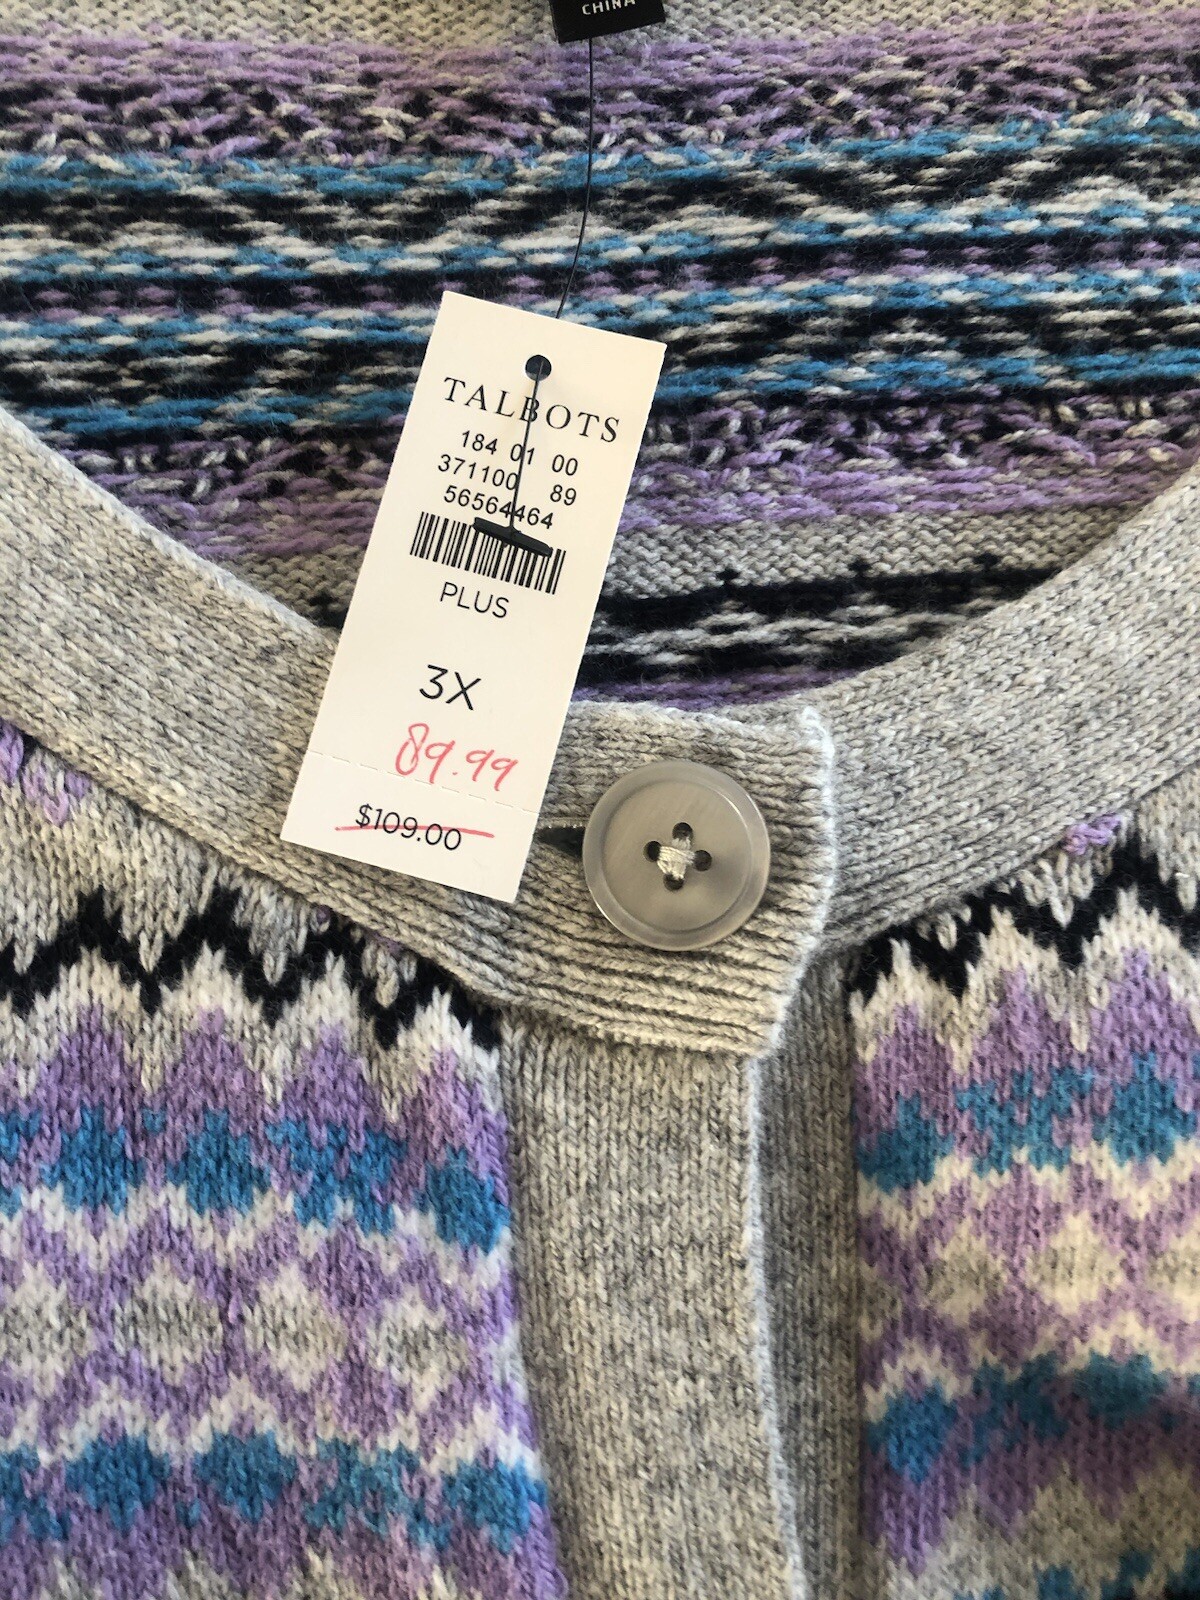 CHINA
TALBOTS
184 01 00
371100 89
56564464
PLUS
3X
89.99
$109.00